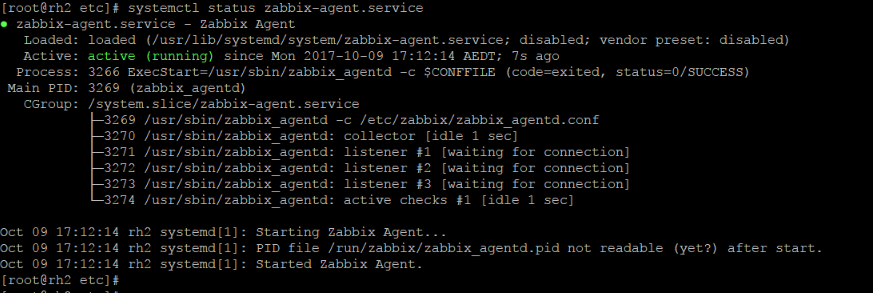 [root@rh2 etc]# systemctl status zabbix-agent.service
● zabbix-agent.service - Zabbix Agent
   Loaded: loaded (/usr/lib/systemd/system/zabbix-agent.service; disabled; vendor preset: disabled)
   Active: active (running) since Mon 2017-10-09 17:12:14 AEDT; 7s ago
  Process: 3266 ExecStart=/usr/sbin/zabbix_agentd -c $CONFFILE (code=exited, status=0/SUCCESS)
 Main PID: 3269 (zabbix_agentd)
   CGroup: /system.slice/zabbix-agent.service
           ├─3269 /usr/sbin/zabbix_agentd -c /etc/zabbix/zabbix_agentd.conf
           ├─3270 /usr/sbin/zabbix_agentd: collector [idle 1 sec]
           ├─3271 /usr/sbin/zabbix_agentd: listener #1 [waiting for connection]
           ├─3272 /usr/sbin/zabbix_agentd: listener #2 [waiting for connection]
           ├─3273 /usr/sbin/zabbix_agentd: listener #3 [waiting for connection]
           └─3274 /usr/sbin/zabbix_agentd: active checks #1 [idle 1 sec]

Oct 09 17:12:14 rh2 systemd[1]: Starting Zabbix Agent...
Oct 09 17:12:14 rh2 systemd[1]: PID file /run/zabbix/zabbix_agentd.pid not readable (yet?) after start.
Oct 09 17:12:14 rh2 systemd[1]: Started Zabbix Agent.
[root@rh2 etc]#
[root@rh2 etc]#